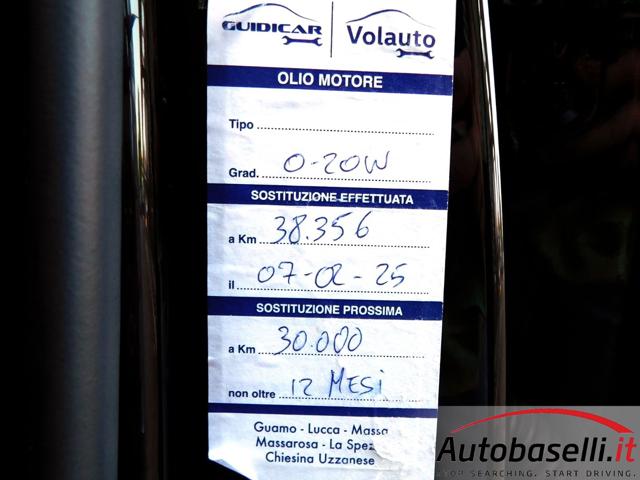 GUIDICAR
Volauto
OLIO MOTORE
Tipo
Grad. 0-20W
SOSTITUZIONE EFFETTUATA
a Km 38.356
il 07-02-25
SOSTITUZIONE PROSSIMA
a Km 30.000
non oltre 12 MESI
Guamo - Lucca - Massa
Massarosa - La Spez
Chiesina Uzzanese
Autobaselli.it
STOP SEARCHING. START DRIVING.